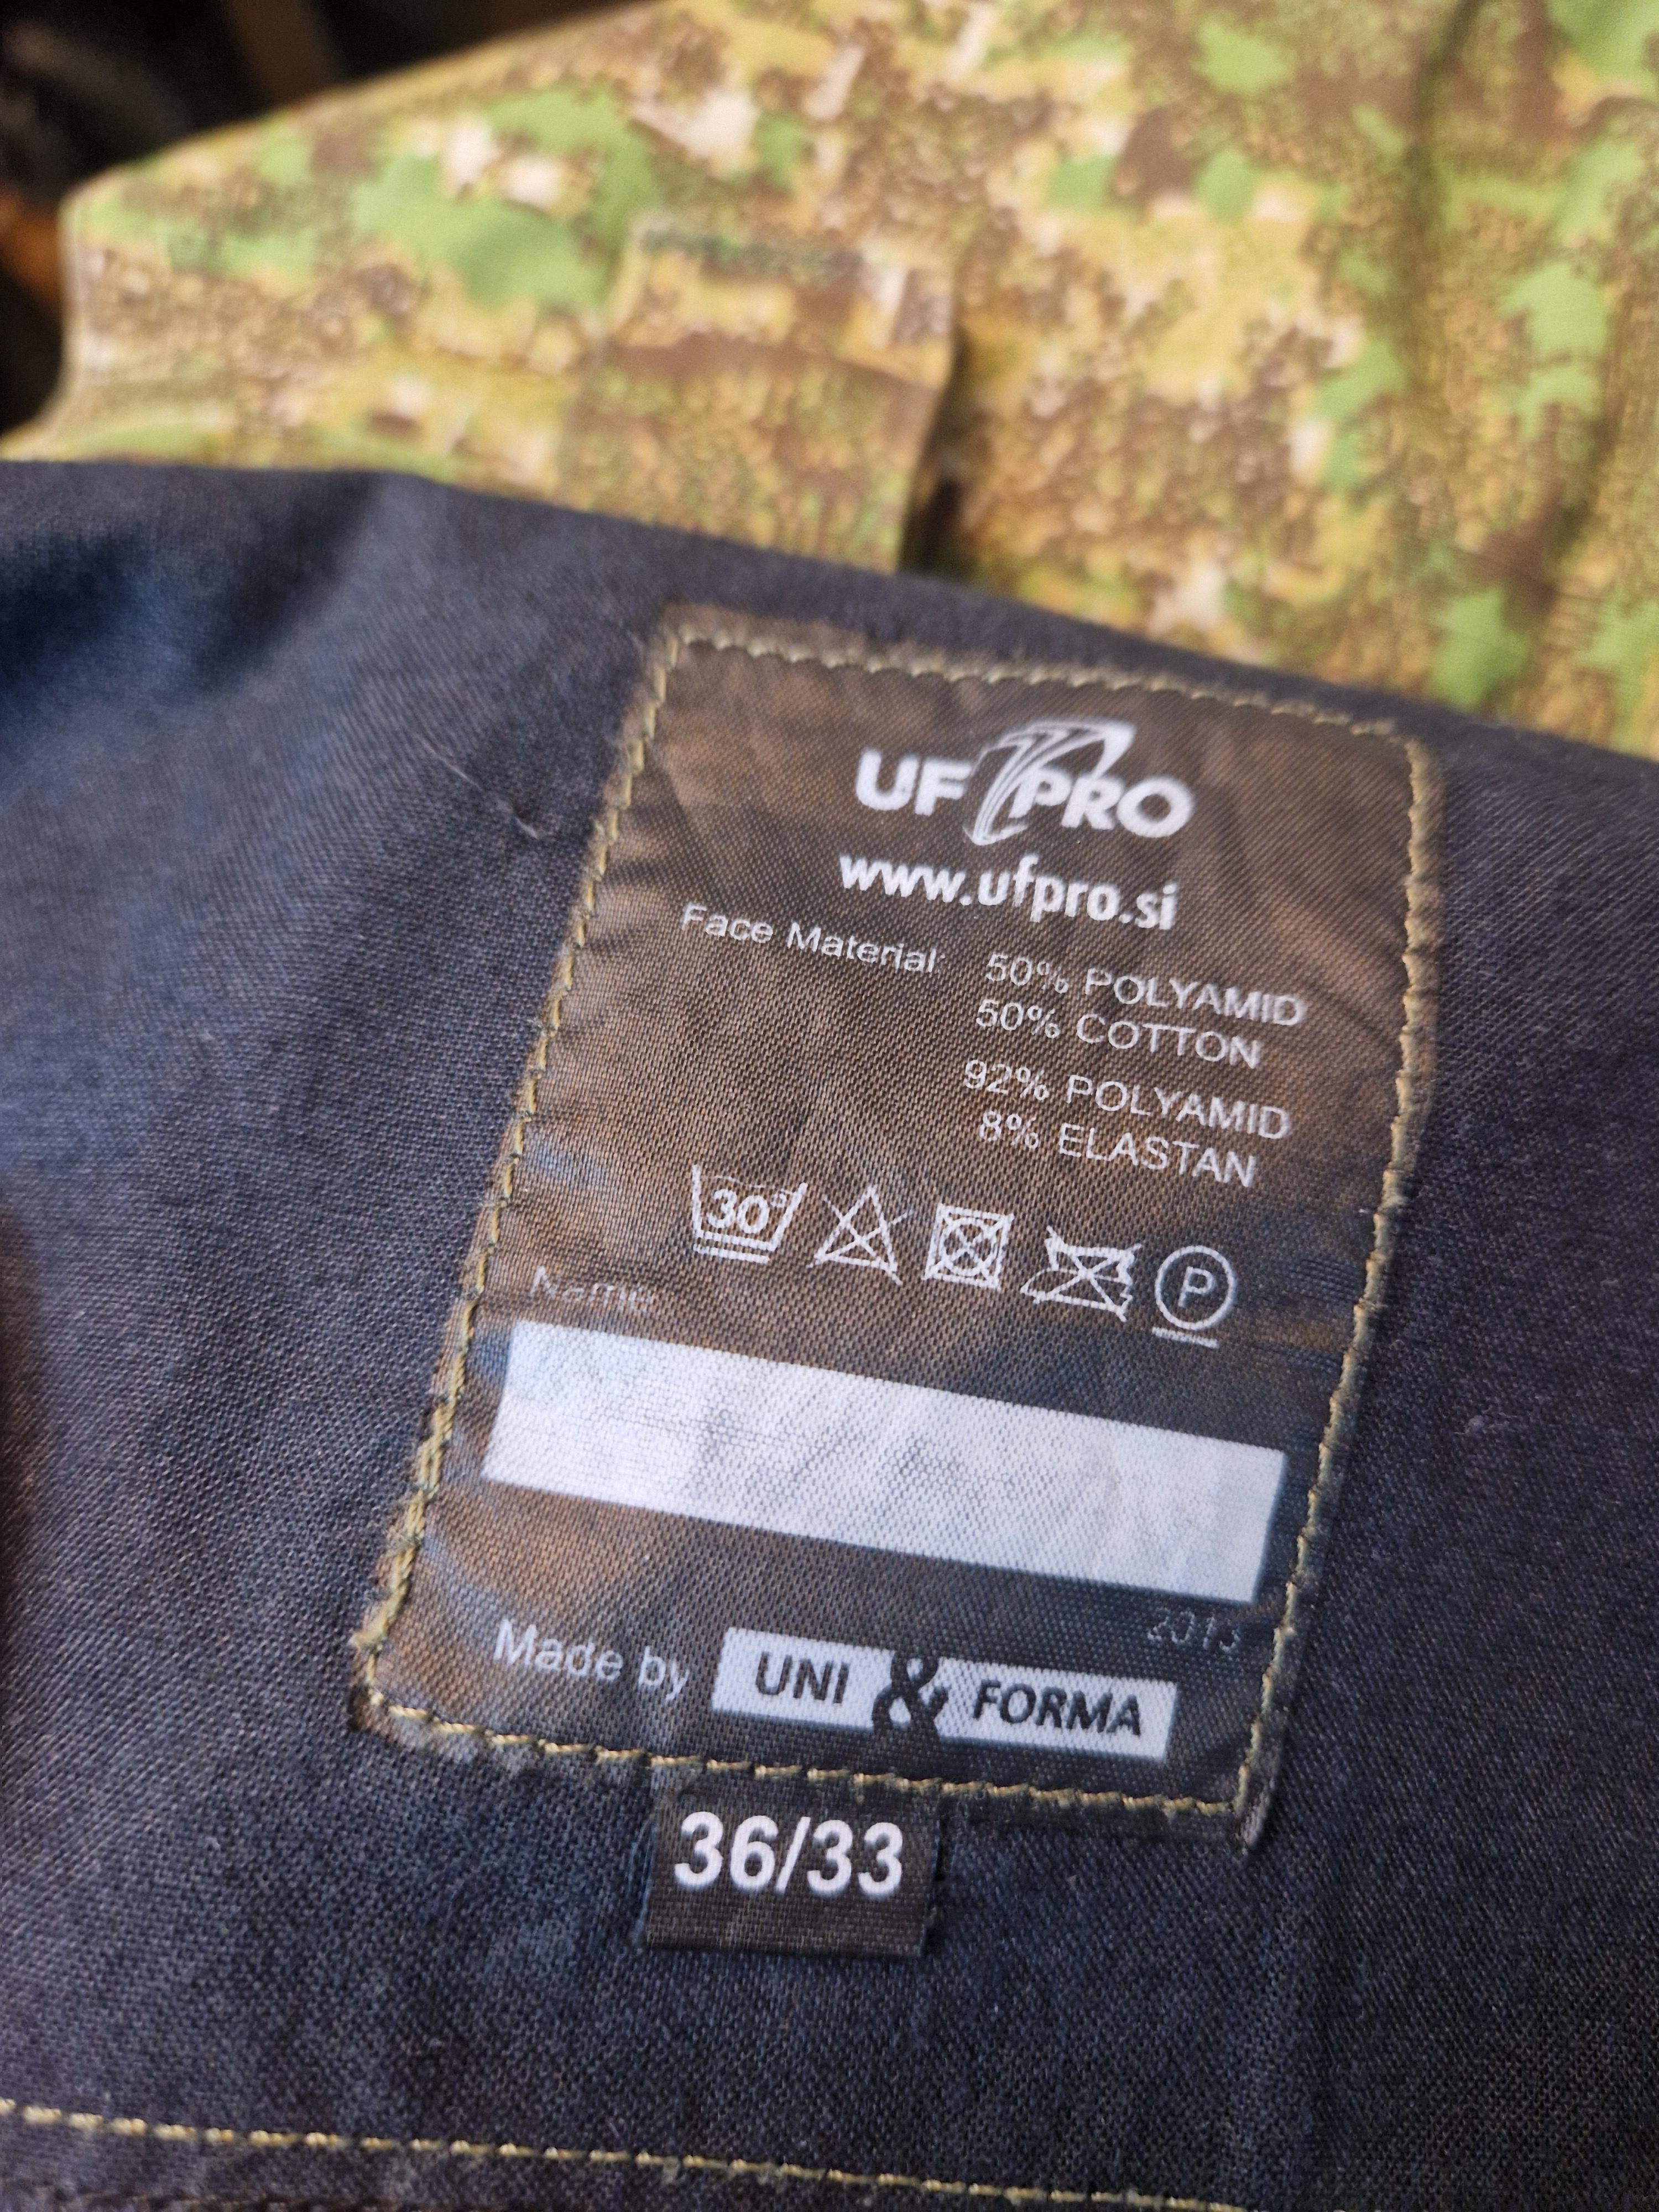 UF PRO
www.ufpro.si
Face Material: 50% POLYAMID
50% COTTON
92% POLYAMID
8% ELASTAN
30°
P
Name
Made by UNI & FORMA
36/33